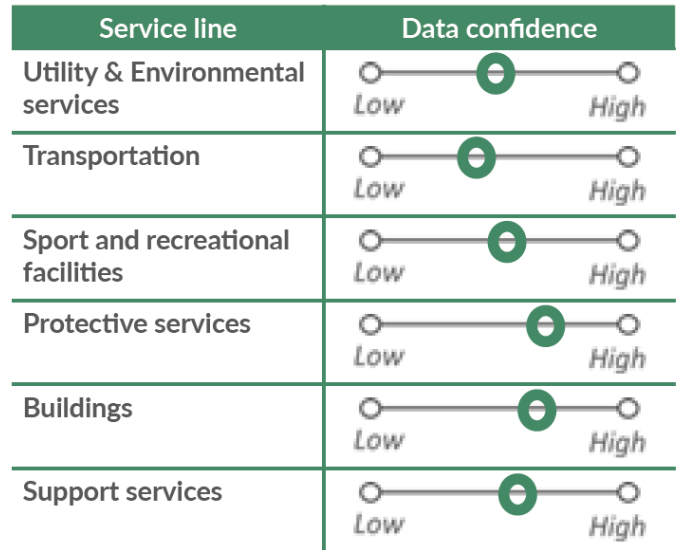 Service line
Data confidence
Utility & Environmental
services
Low
High
Transportation
Low
High
Sport and recreational
facilities
Low
High
Protective services
Low
High
Buildings
Low
High
Support services
Low
High